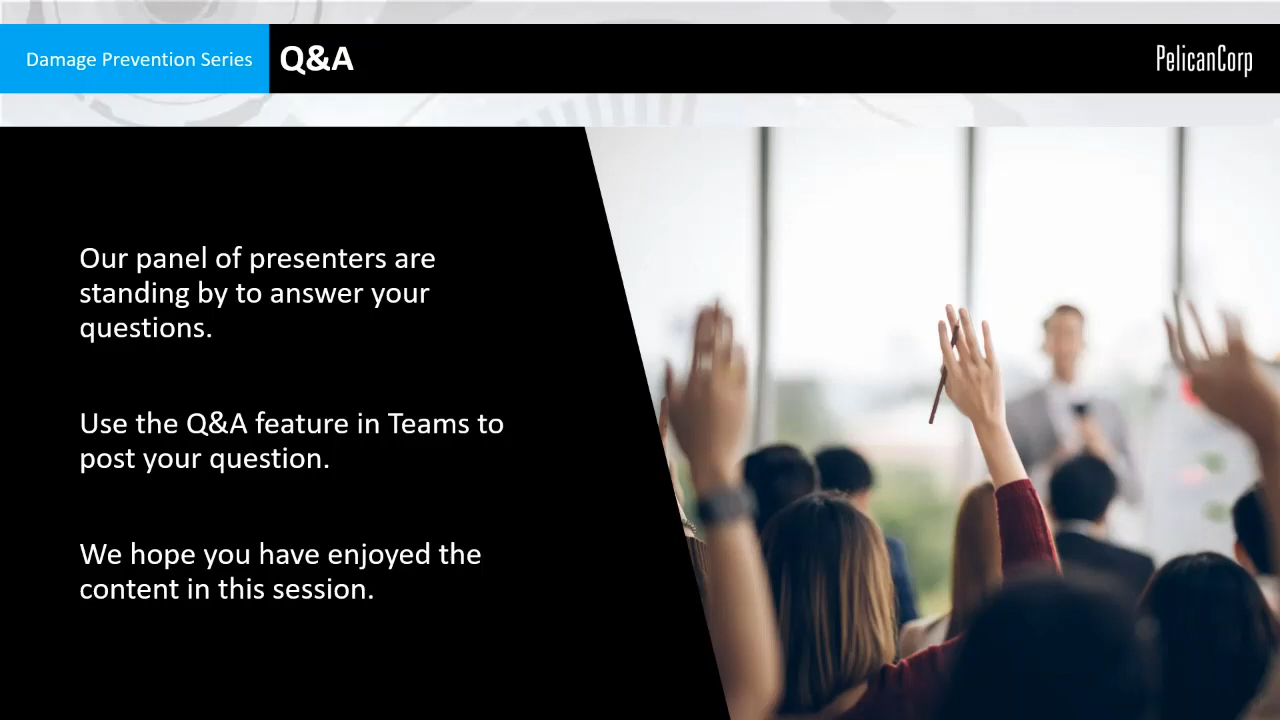 Damage Prevention Series
Q&A
PelicanCorp
Our panel of presenters are
standing by to answer your
questions.
Use the Q&A feature in Teams to
post your question.
We hope you have enjoyed the
content in this session.